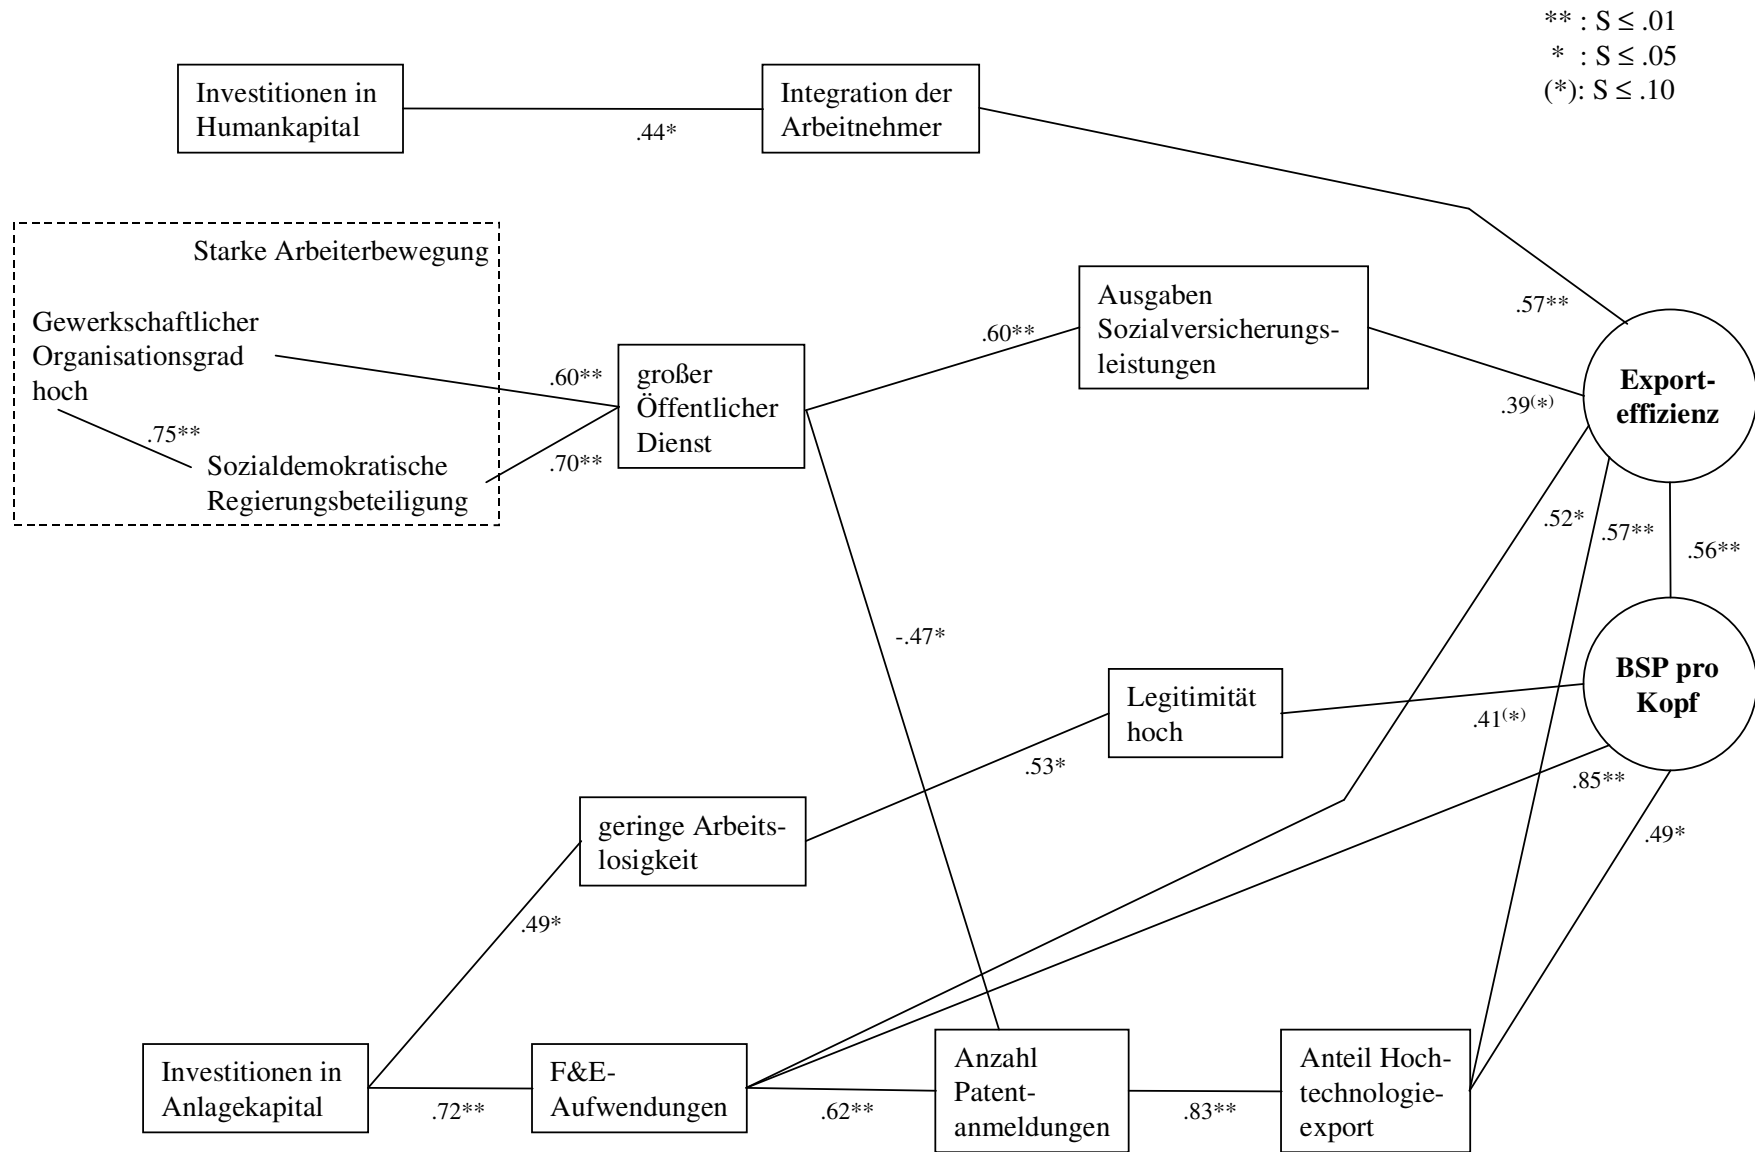 ** : S ≤ .01
* : S ≤ .05
(*): S ≤ .10
Investitionen in
Humankapital
.44*
Integration der
Arbeitnehmer
.57**
Starke Arbeiterbewegung
Gewerkschaftlicher
Organisationsgrad
hoch
.75**
Sozialdemokratische
Regierungsbeteiligung
.60**
.70**
großer
Öffentlicher
Dienst
.60**
Ausgaben
Sozialversicherungs-
leistungen
.39(*)
Export-
effizienz
.52*
.57**
.56**
-.47*
Legitimität
hoch
.41(*)
BSP pro
Kopf
.53*
.85**
.49*
geringe Arbeits-
losigkeit
.49*
Investitionen in
Anlagekapital
.72**
F&E-
Aufwendungen
.62**
Anzahl
Patent-
anmeldungen
.83**
Anteil Hoch-
technologie-
export